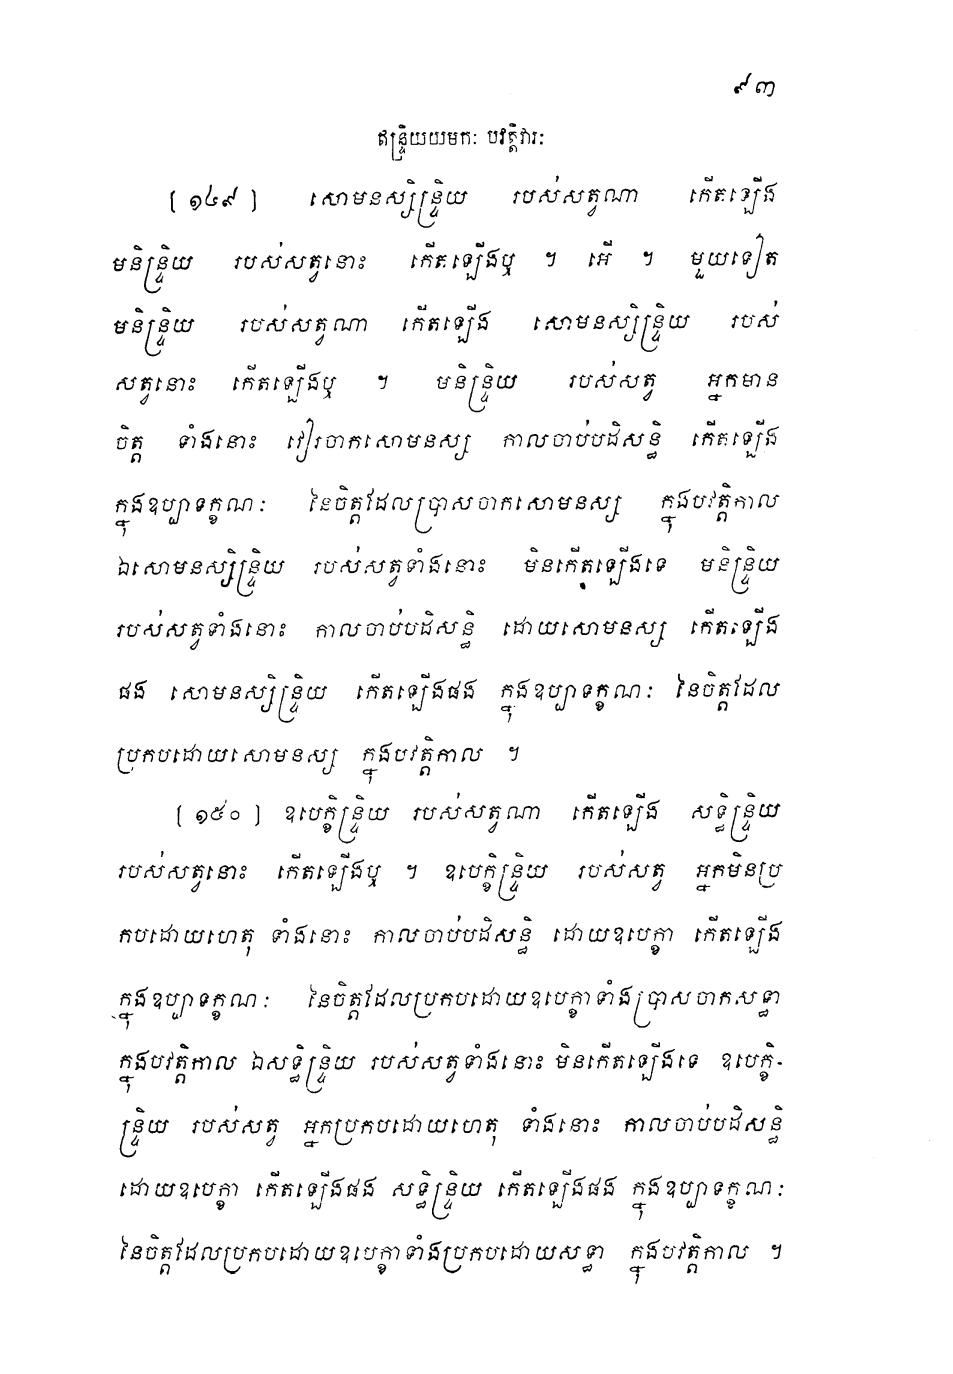 ៩៣
ឥន្ទ្រិយយមកៈ បវត្តិវារៈ
[១៤៩] សោមនស្សិន្ទ្រិយ របស់សត្វណា កើតឡើង
មនិន្ទ្រិយ របស់សត្វនោះ កើតឡើងឬ ។ អើ ។ មួយទៀត
មនិន្ទ្រិយ របស់សត្វណា កើតឡើង សោមនស្សិន្ទ្រិយ របស់
សត្វនោះ កើតឡើងឬ ។ មនិន្ទ្រិយ របស់សត្វ អ្នកមាន
ចិត្ត ទាំងនោះ វៀរចាកសោមនស្ស កាលចាប់បដិសន្ធិ កើតឡើង
ក្នុងឧប្បាទក្ខណៈ នៃចិត្តដែលប្រាសចាកសោមនស្ស ក្នុងបវត្តិកាល
ឯសោមនស្សិន្ទ្រិយ របស់សត្វទាំងនោះ មិនកើតឡើងទេ មនិន្ទ្រិយ
របស់សត្វទាំងនោះ កាលចាប់បដិសន្ធិ ដោយសោមនស្ស កើតឡើង
ផង សោមនស្សិន្ទ្រិយ កើតឡើងផង ក្នុងឧប្បាទក្ខណៈ នៃចិត្តដែល
ប្រកបដោយសោមនស្ស ក្នុងបវត្តិកាល ។
[១៥០] ឧបេក្ខិន្ទ្រិយ របស់សត្វណា កើតឡើង សទ្ធិន្ទ្រិយ
របស់សត្វនោះ កើតឡើងឬ ។ ឧបេក្ខិន្ទ្រិយ របស់សត្វ អ្នកមិនប្រ
កបដោយហេតុ ទាំងនោះ កាលចាប់បដិសន្ធិ ដោយឧបេក្ខា កើតឡើង
ក្នុងឧប្បាទក្ខណៈ នៃចិត្តដែលប្រកបដោយឧបេក្ខាទាំងប្រាសចាកសទ្ធា
ក្នុងបវត្តិកាល ឯសទ្ធិន្ទ្រិយ របស់សត្វទាំងនោះ មិនកើតឡើងទេ ឧបេក្ខិ-
ន្ទ្រិយ របស់សត្វ អ្នកប្រកបដោយហេតុ ទាំងនោះ កាលចាប់បដិសន្ធិ
ដោយឧបេក្ខា កើតឡើងផង សទ្ធិន្ទ្រិយ កើតឡើងផង ក្នុងឧប្បាទក្ខណៈ
នៃចិត្តដែលប្រកបដោយឧបេក្ខាទាំងប្រកបដោយសទ្ធា ក្នុងបវត្តិកាល ។